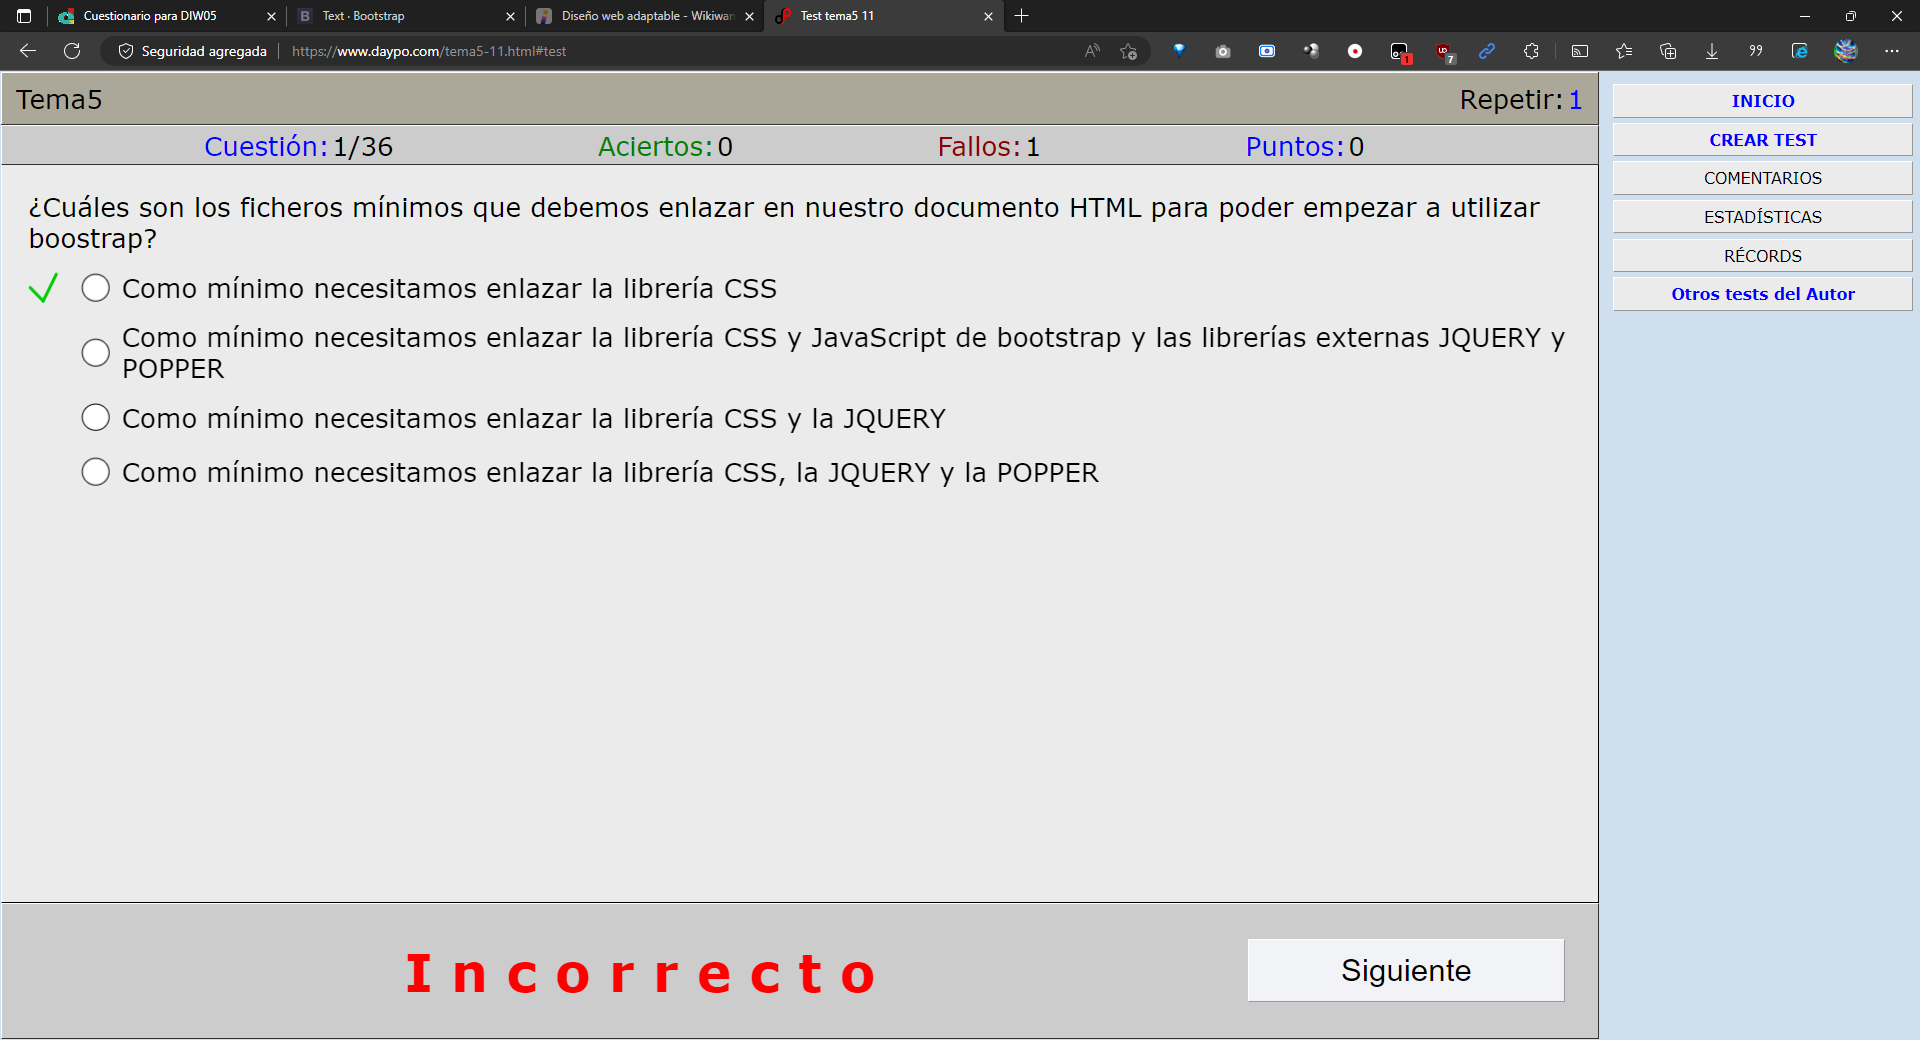 Cuestionario para DIW05
Text · Bootstrap
Diseño web adaptable - Wikiwan
Test tema5 11
Seguridad agregada
https://www.daypo.com/tema5-11.html#test
1
7
Tema5
Repetir: 1
Cuestión: 1/36
Aciertos: 0
Fallos: 1
Puntos: 0
¿Cuáles son los ficheros mínimos que debemos enlazar en nuestro documento HTML para poder empezar a utilizar
boostrap?
Como mínimo necesitamos enlazar la librería CSS
Como mínimo necesitamos enlazar la librería CSS y JavaScript de bootstrap y las librerías externas JQUERY y
POPPER
Como mínimo necesitamos enlazar la librería CSS y la JQUERY
Como mínimo necesitamos enlazar la librería CSS, la JQUERY y la POPPER
Incorrecto
Siguiente
INICIO
CREAR TEST
COMENTARIOS
ESTADÍSTICAS
RÉCORDS
Otros tests del Autor